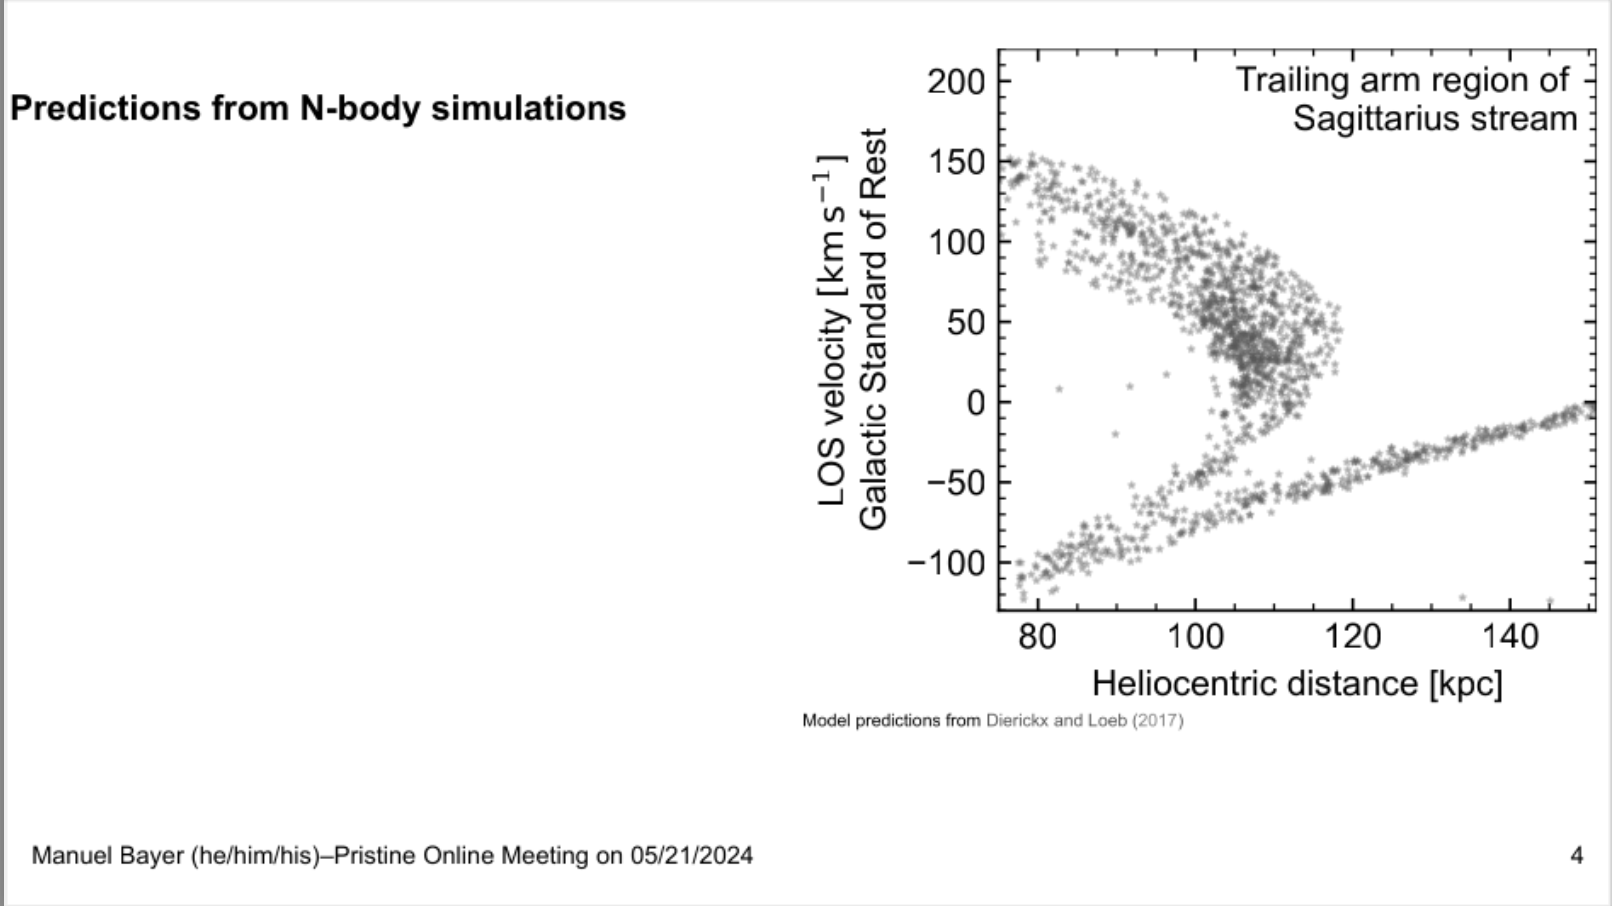 Predictions from N-body simulations
Trailing arm region of
Sagittarius stream
LOS velocity [km s⁻¹]
Galactic Standard of Rest
200
150
100
50
0
−50
−100
80 100 120 140
Heliocentric distance [kpc]
Model predictions from Dierickx and Loeb (2017)
Manuel Bayer (he/him/his)–Pristine Online Meeting on 05/21/2024
4